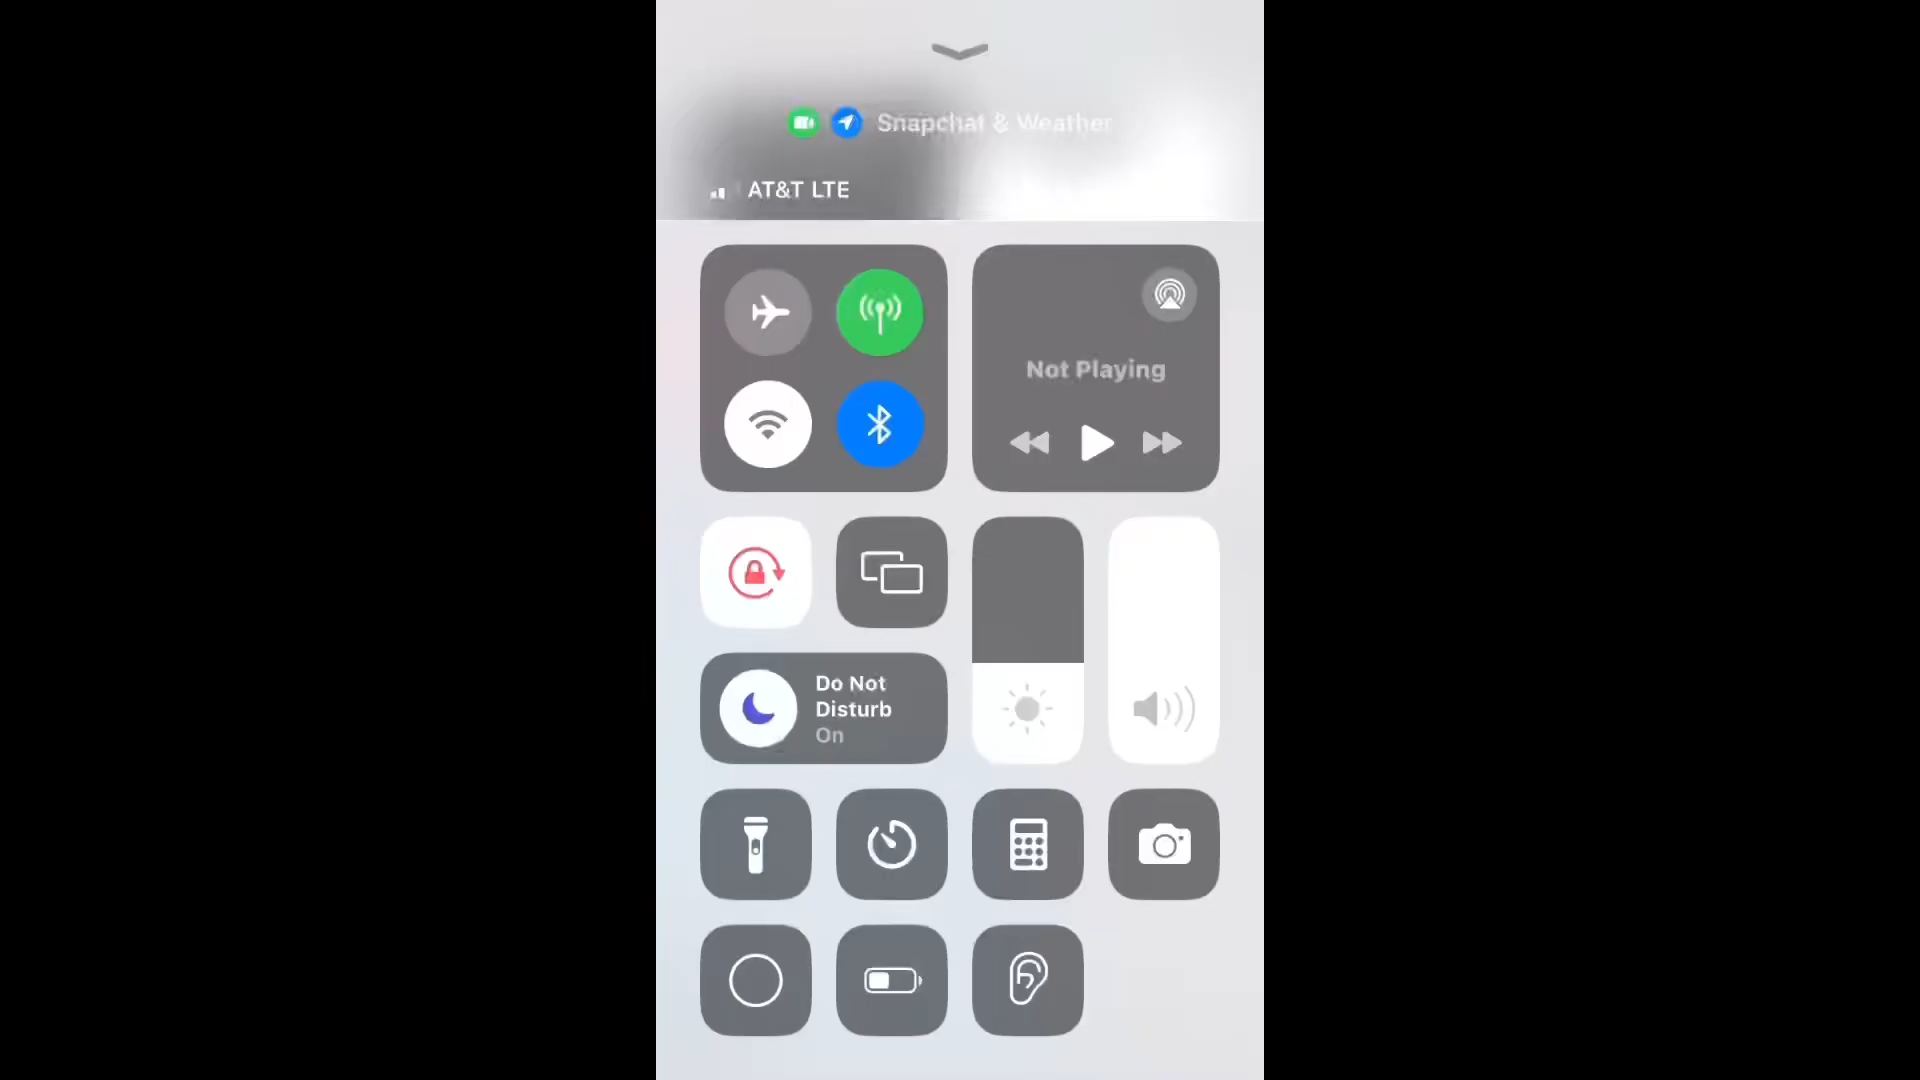 Snapchat & Weather
AT&T LTE
Not Playing
Do Not
Disturb
On